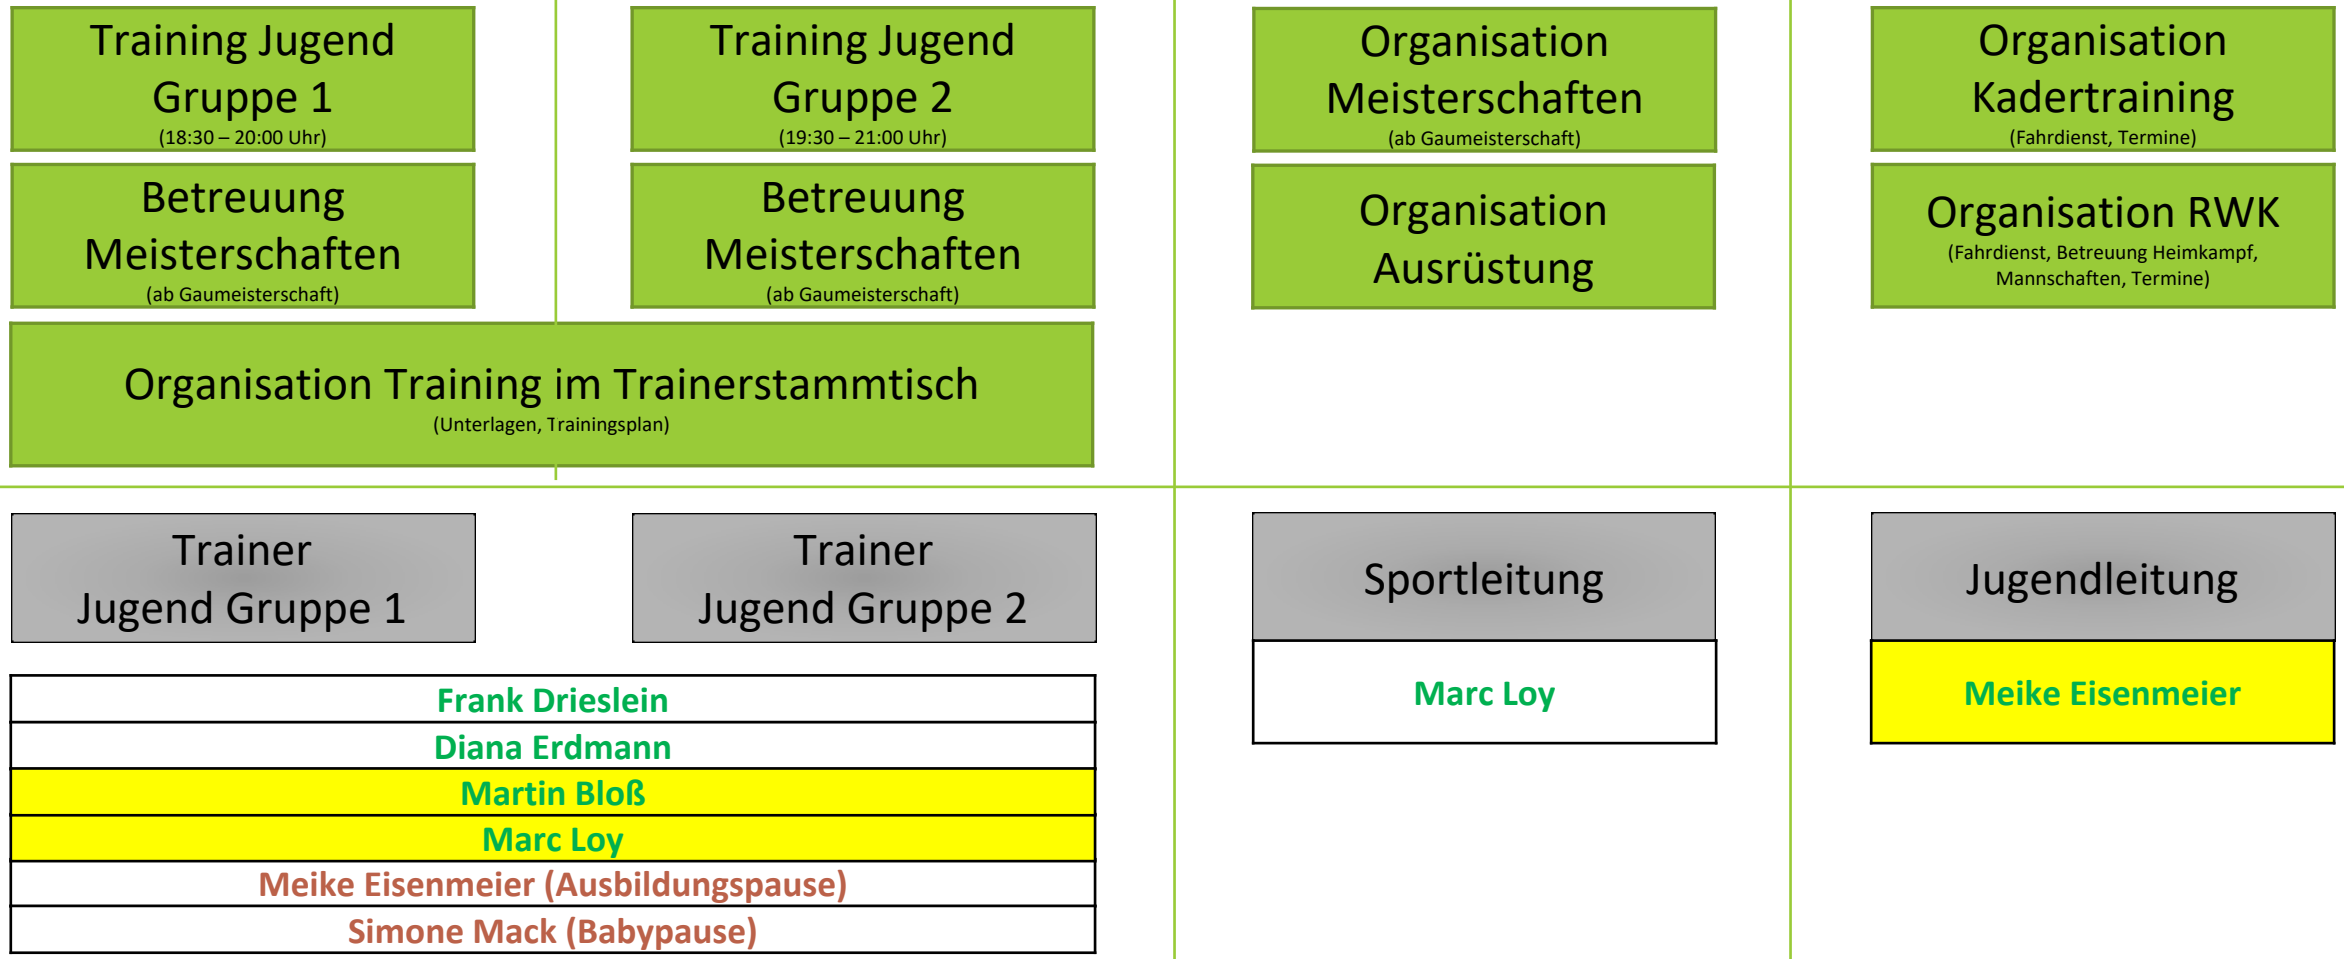 Training Jugend
Gruppe 1
(18:30 – 20:00 Uhr)
Training Jugend
Gruppe 2
(19:30 – 21:00 Uhr)
Organisation
Meisterschaften
(ab Gaumeisterschaft)
Organisation
Kadertraining
(Fahrdienst, Termine)
Betreuung
Meisterschaften
(ab Gaumeisterschaft)
Betreuung
Meisterschaften
(ab Gaumeisterschaft)
Organisation
Ausrüstung
Organisation RWK
(Fahrdienst, Betreuung Heimkampf,
Mannschaften, Termine)
Organisation Training im Trainerstammtisch
(Unterlagen, Trainingsplan)
Trainer
Jugend Gruppe 1
Trainer
Jugend Gruppe 2
Sportleitung
Jugendleitung
Marc Loy
Meike Eisenmeier
Frank Drieslein
Diana Erdmann
Martin Bloß
Marc Loy
Meike Eisenmeier (Ausbildungspause)
Simone Mack (Babypause)